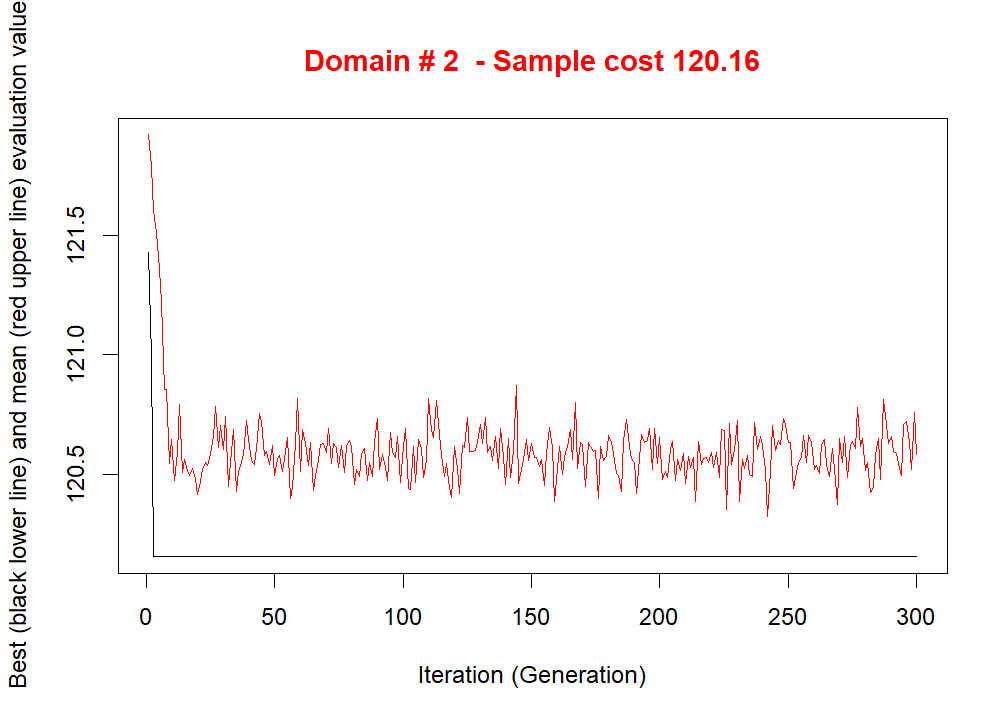 Domain # 2  - Sample cost 120.16
Best (black lower line) and mean (red upper line) evaluation value
121.5
121.0
120.5
0 50 100 150 200 250 300
Iteration (Generation)